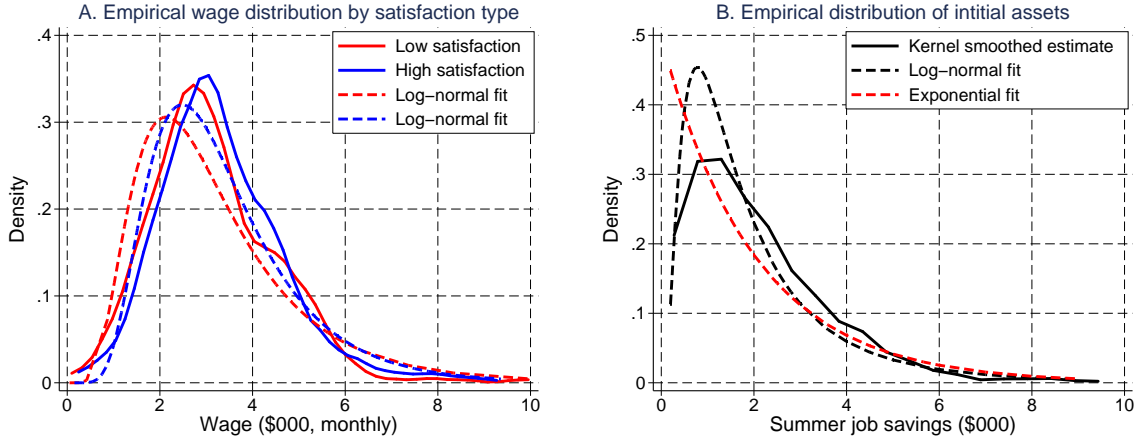 A. Empirical wage distribution by satisfaction type
.4
.3
.2
.1
0
Density
Low satisfaction
High satisfaction
Log-normal fit
Log-normal fit
0 2 4 6 8 10
Wage ($000, monthly)
B. Empirical distribution of intitial assets
.5
.4
.3
.2
.1
0
Density
Kernel smoothed estimate
Log-normal fit
Exponential fit
0 2 4 6 8 10
Summer job savings ($000)